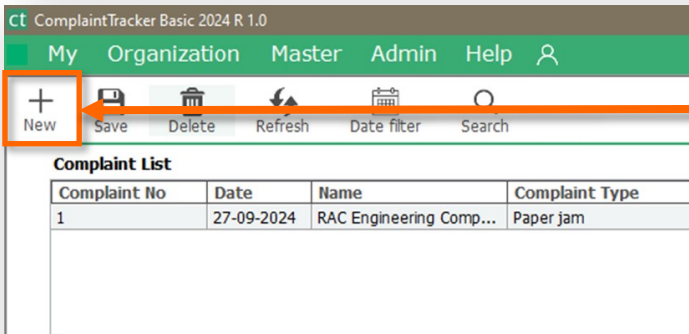 Ct ComplaintTracker Basic 2024 R 1.0
My Organization Master Admin Help
New Save Delete Refresh Date filter Search
Complaint List
Complaint No Date Name Complaint Type
1 27-09-2024 RAC Engineering Comp... Paper jam